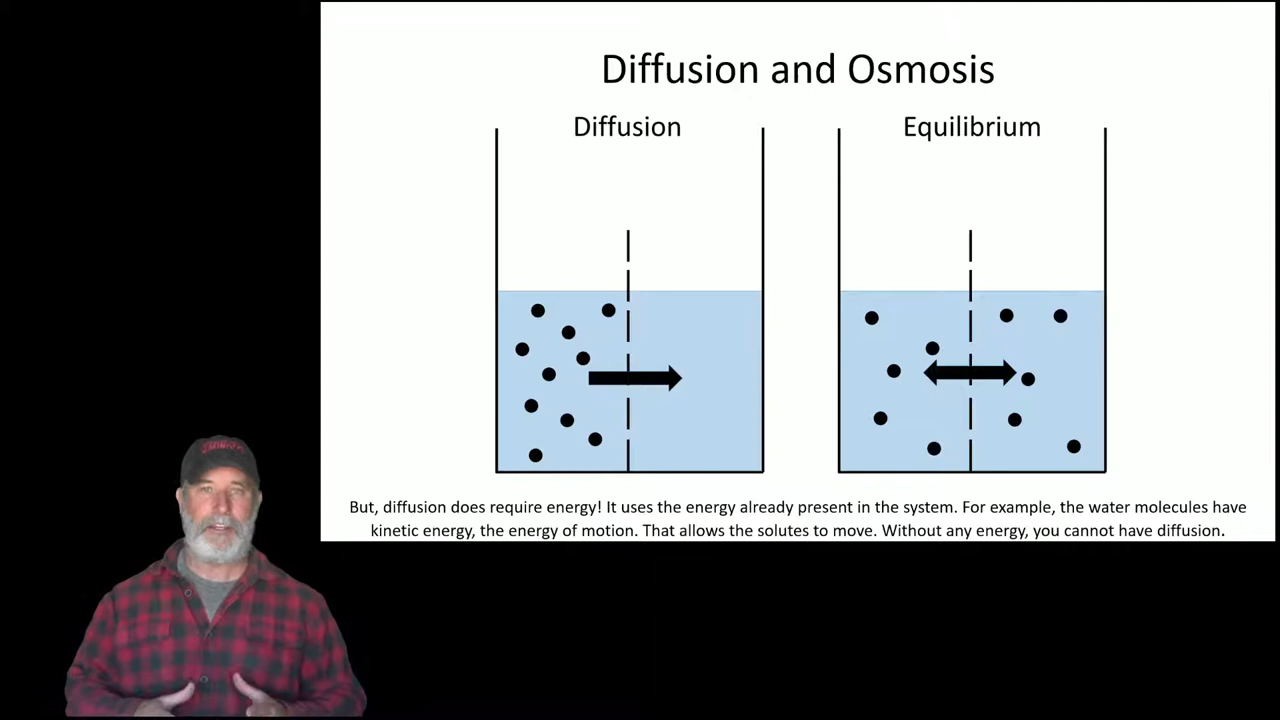 Diffusion and Osmosis
Diffusion
Equilibrium
But, diffusion does require energy! It uses the energy already present in the system. For example, the water molecules have
kinetic energy, the energy of motion. That allows the solutes to move. Without any energy, you cannot have diffusion.